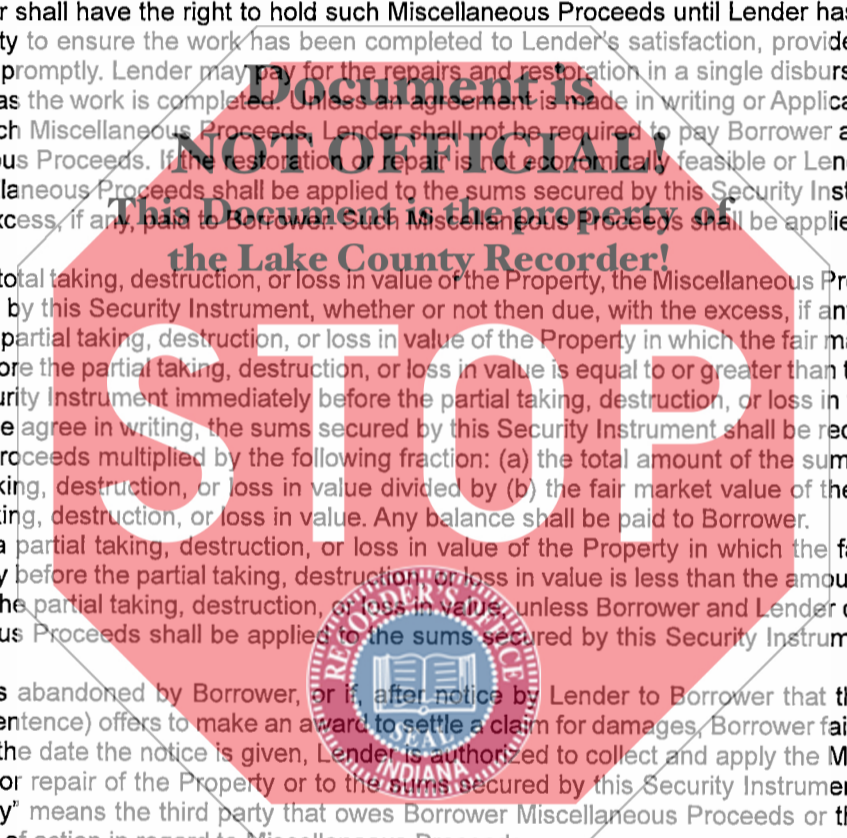 r shall have the right to hold such Miscellaneous Proceeds until Lender has
ty to ensure the work has been completed to Lender's satisfaction, provide
promptly. Lender may pay for the repairs and restoration in a single disburs
Document is
as the work is completed. Unless an agreement is made in writing or Applica
ch Miscellaneous Proceeds, Lender shall not be required to pay Borrower a
NOT OFFICIAL!
us Proceeds. If the restoration or repair is not economically feasible or Len
laneous Proceeds shall be applied to the sums secured by this Security Inst
This Document is the property of
xcess, if any, paid to Borrower. Such Miscellaneous Proceeds shall be applie
the Lake County Recorder!
total taking, destruction, or loss in value of the Property, the Miscellaneous Pr
by this Security Instrument, whether or not then due, with the excess, if an
partial taking, destruction, or loss in value of the Property in which the fair ma
ore the partial taking, destruction, or loss in value is equal to or greater than t
urity Instrument immediately before the partial taking, destruction, or loss in
STOP
e agree in writing, the sums secured by this Security Instrument shall be red
roceeds multiplied by the following fraction: (a) the total amount of the sum
king, destruction, or loss in value divided by (b) the fair market value of the
ing, destruction, or loss in value. Any balance shall be paid to Borrower.
a partial taking, destruction, or loss in value of the Property in which the fa
y before the partial taking, destruction, or loss in value is less than the amou
he partial taking, destruction, or loss in value, unless Borrower and Lender
us Proceeds shall be applied to the sums secured by this Security Instrum
RECORDER'S OFFICE
s abandoned by Borrower, or if, after notice by Lender to Borrower that th
entence) offers to make an award to settle a claim for damages, Borrower fai
SEAL
the date the notice is given, Lender is authorized to collect and apply the M
INDIANA
or repair of the Property or to the sums secured by this Security Instrumen
y" means the third party that owes Borrower Miscellaneous Proceeds or th
of action in regard to Miscellaneous Proceeds